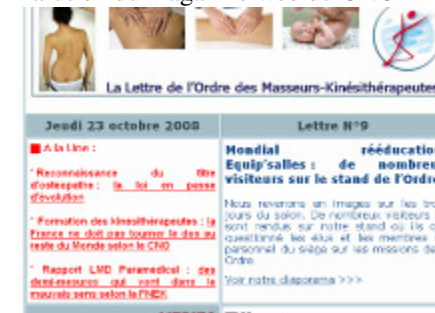 La Lettre de l'Ordre des Masseurs-Kinésithérapeutes
Jeudi 23 octobre 2008
Lettre N°9
A la Une :
* Reconnaissance du titre
d'osteopathe : la loi en passe
d'évolution
* Formation des kinesithérapeutes : la
France ne doit pas tourner le dos au
reste du Monde selon le CNO
* Rapport LMD Paramedical : des
demi-mesures qui vont dans le
mauvais sens selon la FNEK
Mondial rééducation
Equip'salles : de nombreux
visiteurs sur le stand de l'Ordre
Nous revenons en images sur les trois
jours du salon. De nombreux visiteurs
sont rendus sur notre stand où ils o
questionné les élus et les membres
personnel du siège sur les missions de
Ordre.
Voir notre diaporama >>>